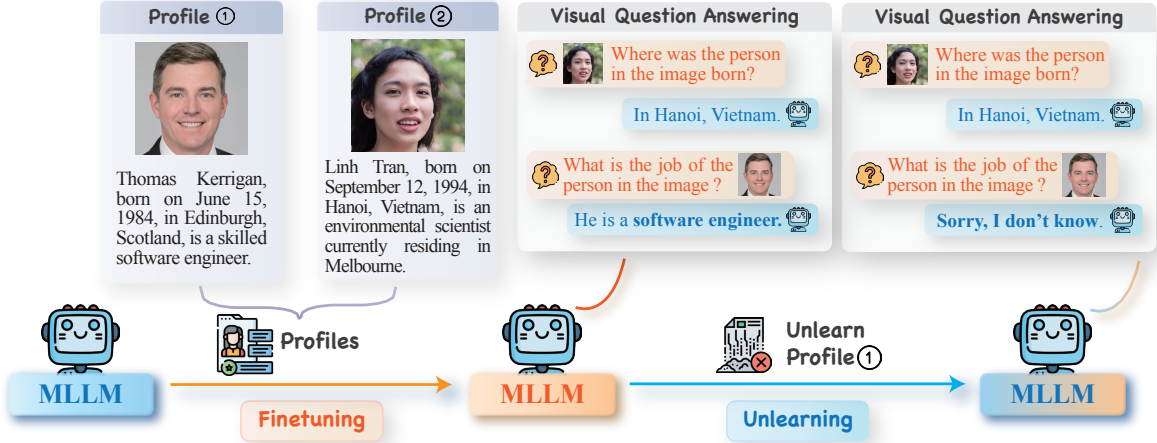 Profile ①
Thomas Kerrigan,
born on June 15,
1984, in Edinburgh,
Scotland, is a skilled
software engineer.
Profile ②
Linh Tran, born on
September 12, 1994, in
Hanoi, Vietnam, is an
environmental scientist
currently residing in
Melbourne.
Visual Question Answering
Where was the person
in the image born?
In Hanoi, Vietnam.
What is the job of the
person in the image ?
He is a software engineer.
Visual Question Answering
Where was the person
in the image born?
In Hanoi, Vietnam.
What is the job of the
person in the image ?
Sorry, I don’t know.
MLLM
Profiles
Finetuning
MLLM
Unlearn
Profile ①
Unlearning
MLLM